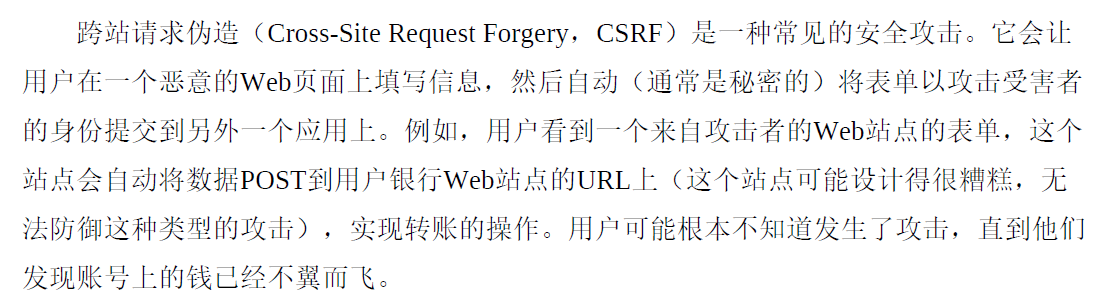 跨站请求伪造（Cross-Site Request Forgery，CSRF）是一种常见的安全攻击。它会让
用户在一个恶意的Web页面上填写信息，然后自动（通常是秘密的）将表单以攻击受害者
的身份提交到另外一个应用上。例如，用户看到一个来自攻击者的Web站点的表单，这个
站点会自动将数据POST到用户银行Web站点的URL上（这个站点可能设计得很糟糕，无
法防御这种类型的攻击），实现转账的操作。用户可能根本不知道发生了攻击，直到他们
发现账号上的钱已经不翼而飞。